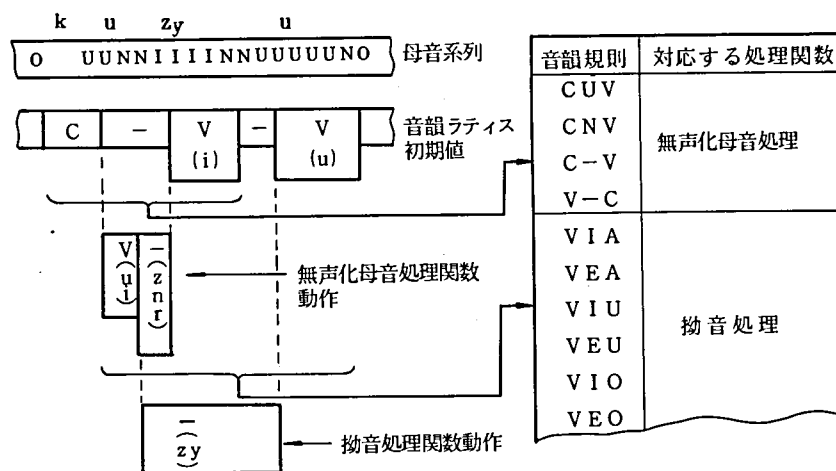 k u zy u
O UUNNIIIINNUUUUUNO 母音系列
C － V － V 音韻ラティス
(i) (u) 初期値
V －
(u i) (z n r)
無声化母音処理関数
動作
－
(zy)
拗音処理関数動作
音韻規則 対応する処理関数
CUV
CNV
C－V
V－C
無声化母音処理
VIA
VEA
VIU
VEU
VIO
VEO
拗音処理